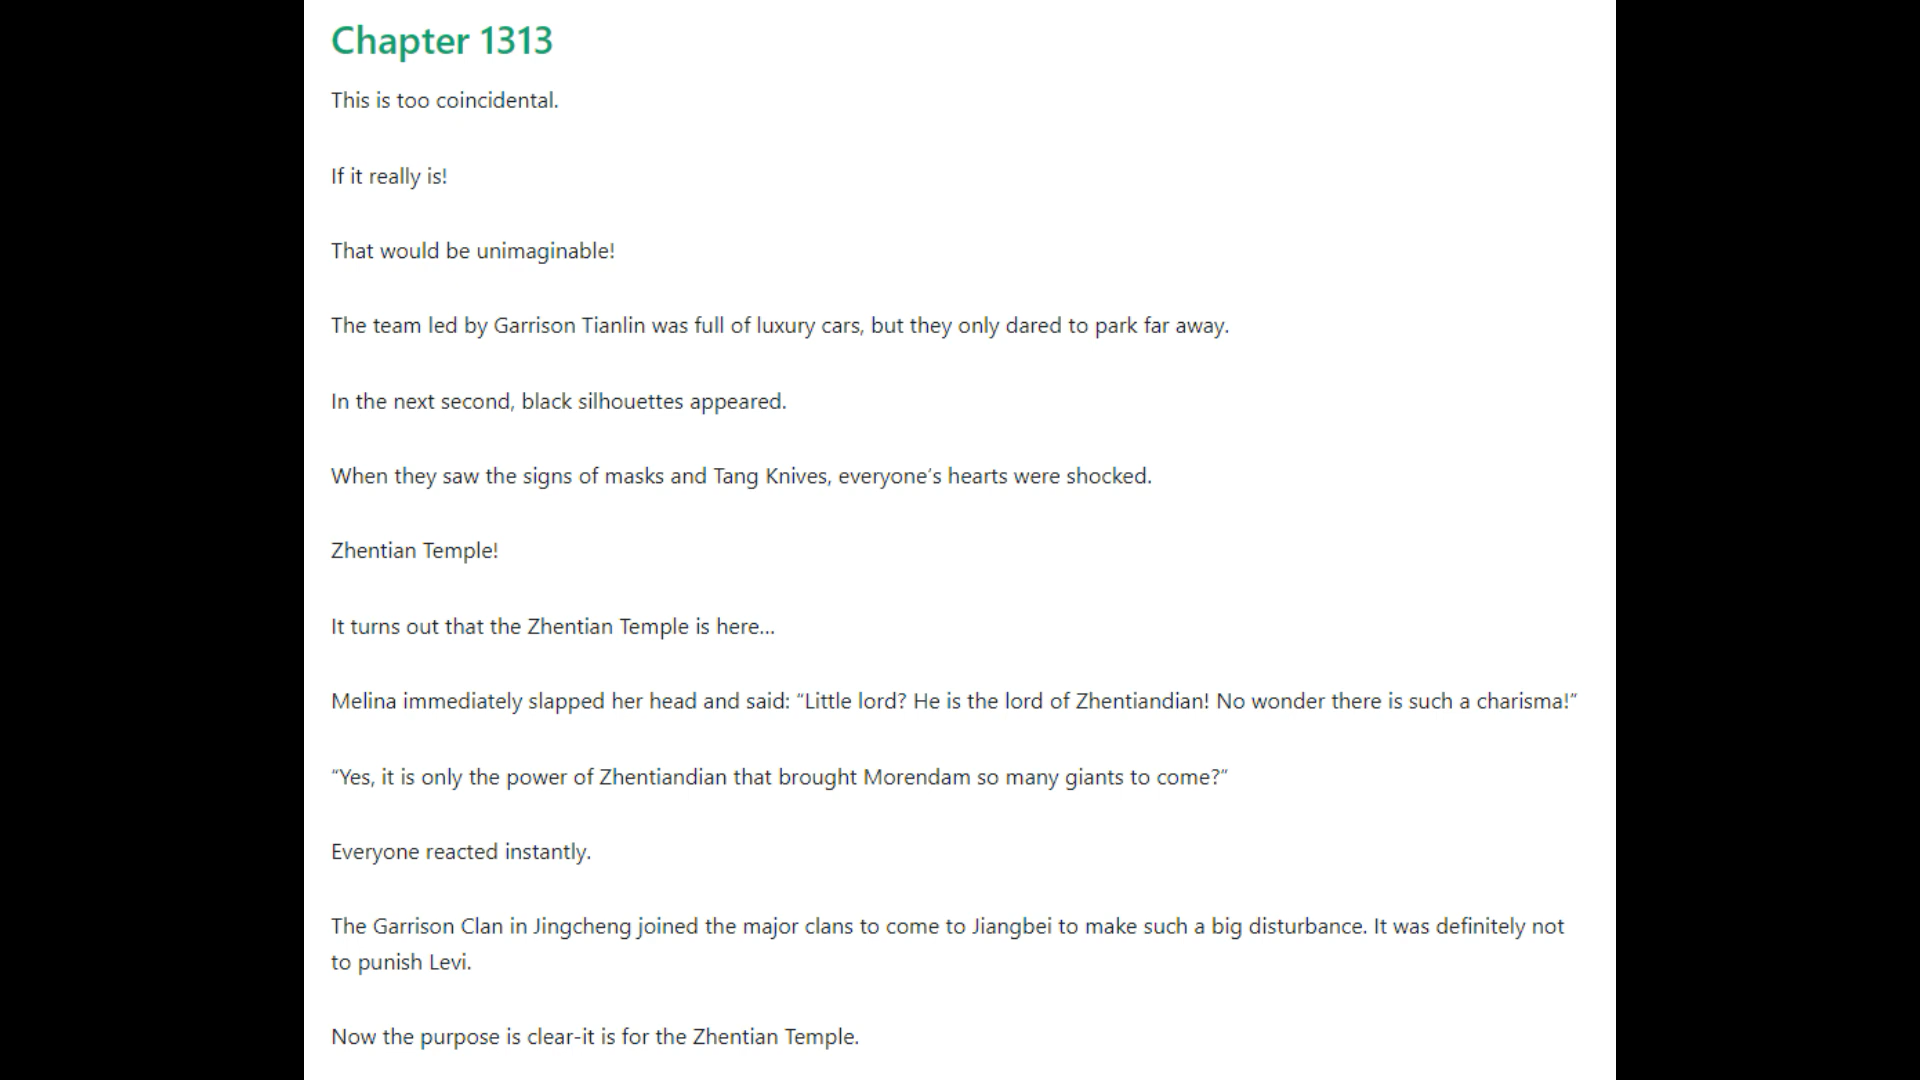 Chapter 1313
This is too coincidental.
If it really is!
That would be unimaginable!
The team led by Garrison Tianlin was full of luxury cars, but they only dared to park far away.
In the next second, black silhouettes appeared.
When they saw the signs of masks and Tang Knives, everyone’s hearts were shocked.
Zhentian Temple!
It turns out that the Zhentian Temple is here…
Melina immediately slapped her head and said: “Little lord? He is the lord of Zhentiandian! No wonder there is such a charisma!”
“Yes, it is only the power of Zhentiandian that brought Morendam so many giants to come?”
Everyone reacted instantly.
The Garrison Clan in Jingcheng joined the major clans to come to Jiangbei to make such a big disturbance. It was definitely not
to punish Levi.
Now the purpose is clear-it is for the Zhentian Temple.